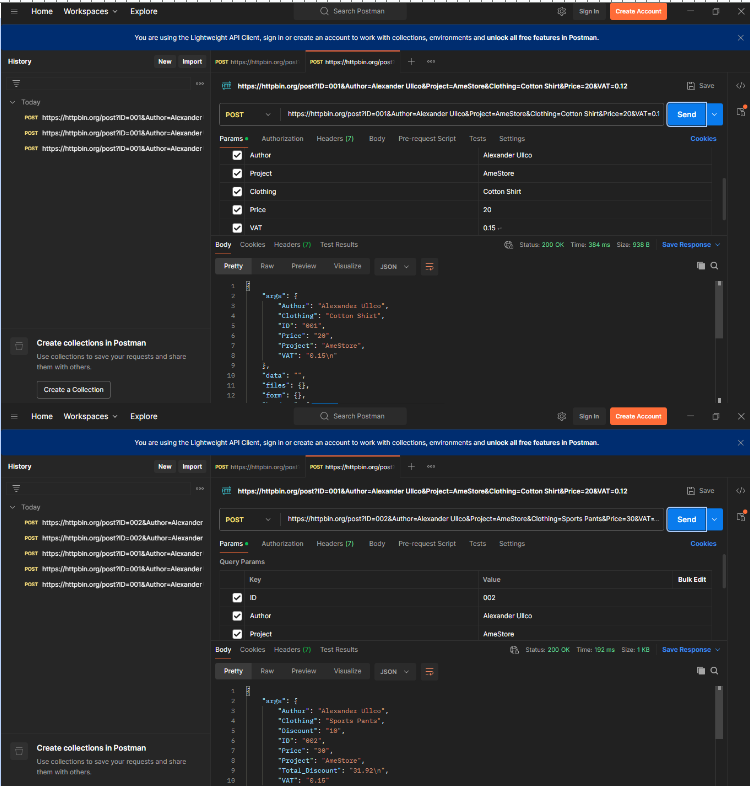 Home Workspaces Explore Search Postman Sign In Create Account
You are using the Lightweight API Client, sign in or create an account to work with collections, environments and unlock all free features in Postman.
History New Import POST https://httpbin.org/post POST https://httpbin.org/post
https://httpbin.org/post?ID=001&Author=Alexander Ullco&Project=AmeStore&Clothing=Cotton Shirt&Price=20&VAT=0.12 Save
Today
POST https://httpbin.org/post?ID=001&Author=Alexander
POST https://httpbin.org/post?ID=001&Author=Alexander
POST https://httpbin.org/post?ID=001&Author=Alexander
POST https://httpbin.org/post?ID=001&Author=Alexander Ullco&Project=AmeStore&Clothing=Cotton Shirt&Price=20&VAT=0.1 Send
Params Authorization Headers (7) Body Pre-request Script Tests Settings Cookies
Author Alexander Ullco
Project AmeStore
Clothing Cotton Shirt
Price 20
VAT 0.15
Body Cookies Headers (7) Test Results Status: 200 OK Time: 384 ms Size: 938 B Save Response
Pretty Raw Preview Visualize JSON
1 {
2 "args": {
3 "Author": "Alexander Ullco",
4 "Clothing": "Cotton Shirt",
5 "ID": "001",
6 "Price": "20",
7 "Project": "AmeStore",
8 "VAT": "0.15\n"
9 },
10 "data": "",
11 "files": {},
12 "form": {},
Create collections in Postman
Use collections to save your requests and share
them with others.
Create a Collection
Home Workspaces Explore Search Postman Sign In Create Account
You are using the Lightweight API Client, sign in or create an account to work with collections, environments and unlock all free features in Postman.
History New Import POST https://httpbin.org/post POST https://httpbin.org/post
https://httpbin.org/post?ID=001&Author=Alexander Ullco&Project=AmeStore&Clothing=Cotton Shirt&Price=20&VAT=0.12 Save
Today
POST https://httpbin.org/post?ID=002&Author=Alexander
POST https://httpbin.org/post?ID=002&Author=Alexander
POST https://httpbin.org/post?ID=001&Author=Alexander
POST https://httpbin.org/post?ID=001&Author=Alexander
POST https://httpbin.org/post?ID=001&Author=Alexander
POST https://httpbin.org/post?ID=002&Author=Alexander Ullco&Project=AmeStore&Clothing=Sports Pants&Price=30&VAT=... Send
Params Authorization Headers (7) Body Pre-request Script Tests Settings Cookies
Query Params
Key Value Bulk Edit
ID 002
Author Alexander Ullco
Project AmeStore
Body Cookies Headers (7) Test Results Status: 200 OK Time: 192 ms Size: 1 KB Save Response
Pretty Raw Preview Visualize JSON
1 {
2 "args": {
3 "Author": "Alexander Ullco",
4 "Clothing": "Sports Pants",
5 "Discount": "10",
6 "ID": "002",
7 "Price": "30",
8 "Project": "AmeStore",
9 "Total_Discount": "31.92\n",
10 "VAT": "0.15"
Create collections in Postman
Use collections to save your requests and share
them with others.